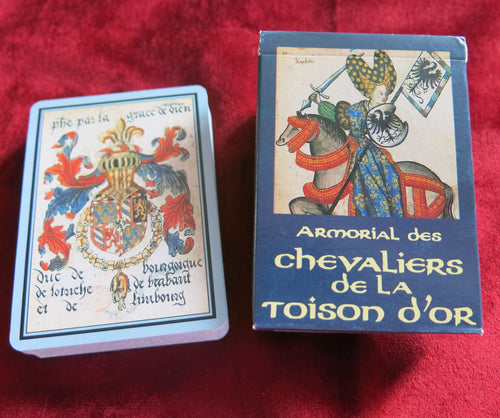 phe par la grace de dieu
duc de bourgoigne
de lotriche de brabant
et de limbourg
Armorial des
chevaliers
de la
Toison d'or